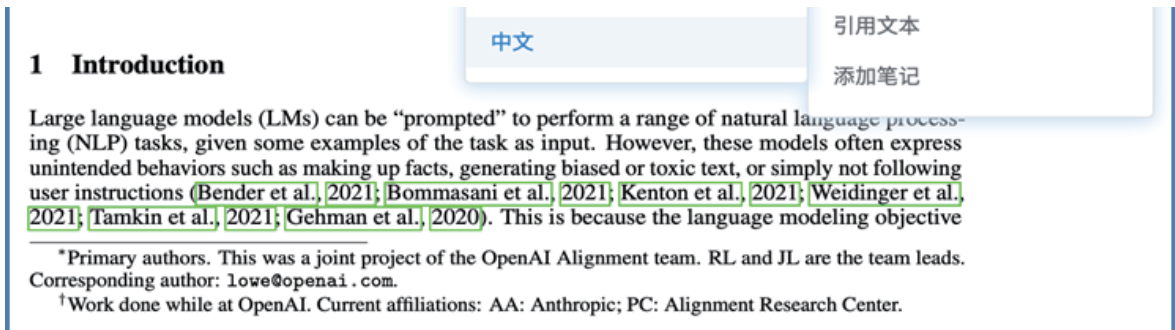 中文
引用文本
添加笔记
1 Introduction
Large language models (LMs) can be “prompted” to perform a range of natural language process-
ing (NLP) tasks, given some examples of the task as input. However, these models often express
unintended behaviors such as making up facts, generating biased or toxic text, or simply not following
user instructions (Bender et al., 2021; Bommasani et al., 2021; Kenton et al., 2021; Weidinger et al.,
2021; Tamkin et al., 2021; Gehman et al., 2020). This is because the language modeling objective
*Primary authors. This was a joint project of the OpenAI Alignment team. RL and JL are the team leads.
Corresponding author: lowe@openai.com.
†Work done while at OpenAI. Current affiliations: AA: Anthropic; PC: Alignment Research Center.